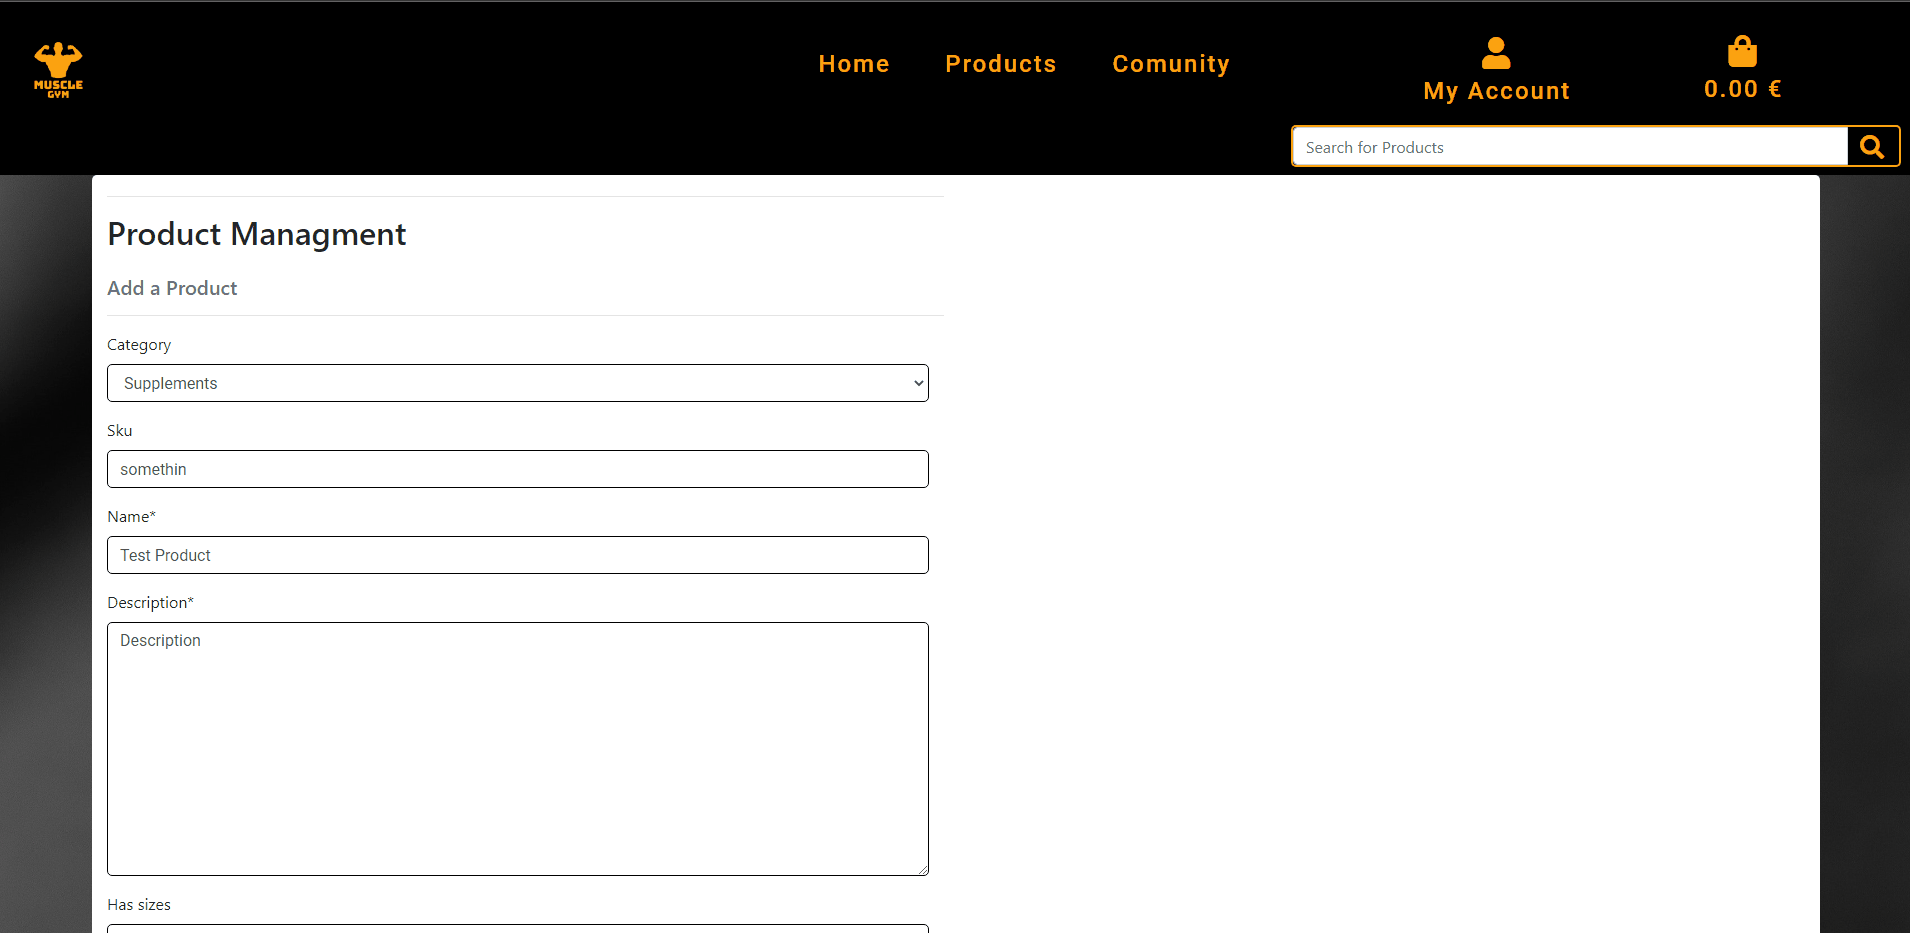 MUSCLE
GYM
Home
Products
Comunity
My Account
0.00 €
Search for Products
Product Managment
Add a Product
Category
Supplements
Sku
somethin
Name*
Test Product
Description*
Description
Has sizes